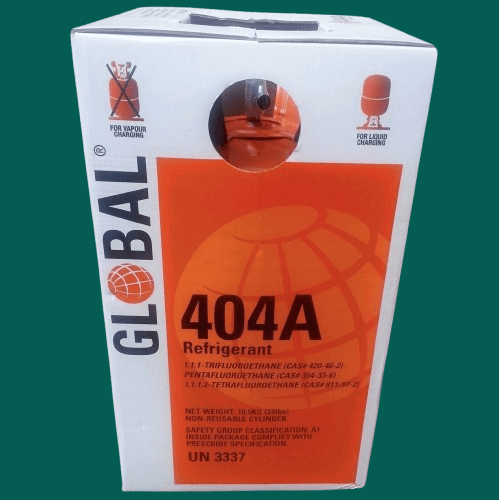 FOR VAPOUR
CHARGING
FOR LIQUID
CHARGING
GLOBAL®
404A
Refrigerant
1,1,1-TRIFLUOROETHANE (CAS# 420-46-2)
PENTAFLUOROETHANE (CAS# 354-33-6)
1,1,1,2-TETRAFLUOROETHANE (CAS# 811-97-2)
NET WEIGHT: 10.9KG (24lbs)
NON-REUSABLE CYLINDER
SAFETY GROUP CLASSIFICATION: A1
INSIDE PACKAGE COMPLIES WITH
PRESCRIBE SPECIFICATION
UN 3337